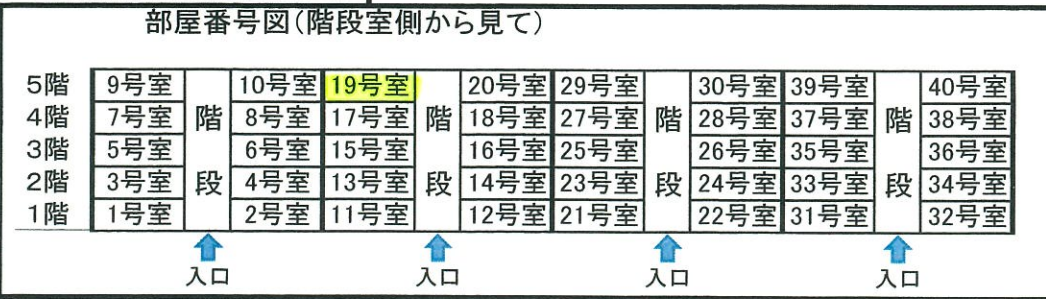 部屋番号図(階段室側から見て)
5階 9号室 10号室 19号室 20号室 29号室 30号室 39号室 40号室
4階 7号室 階 8号室 17号室 階 18号室 27号室 階 28号室 37号室 階 38号室
3階 5号室 6号室 15号室 16号室 25号室 26号室 35号室 36号室
2階 3号室 段 4号室 13号室 段 14号室 23号室 段 24号室 33号室 段 34号室
1階 1号室 2号室 11号室 12号室 21号室 22号室 31号室 32号室
入口 入口 入口 入口